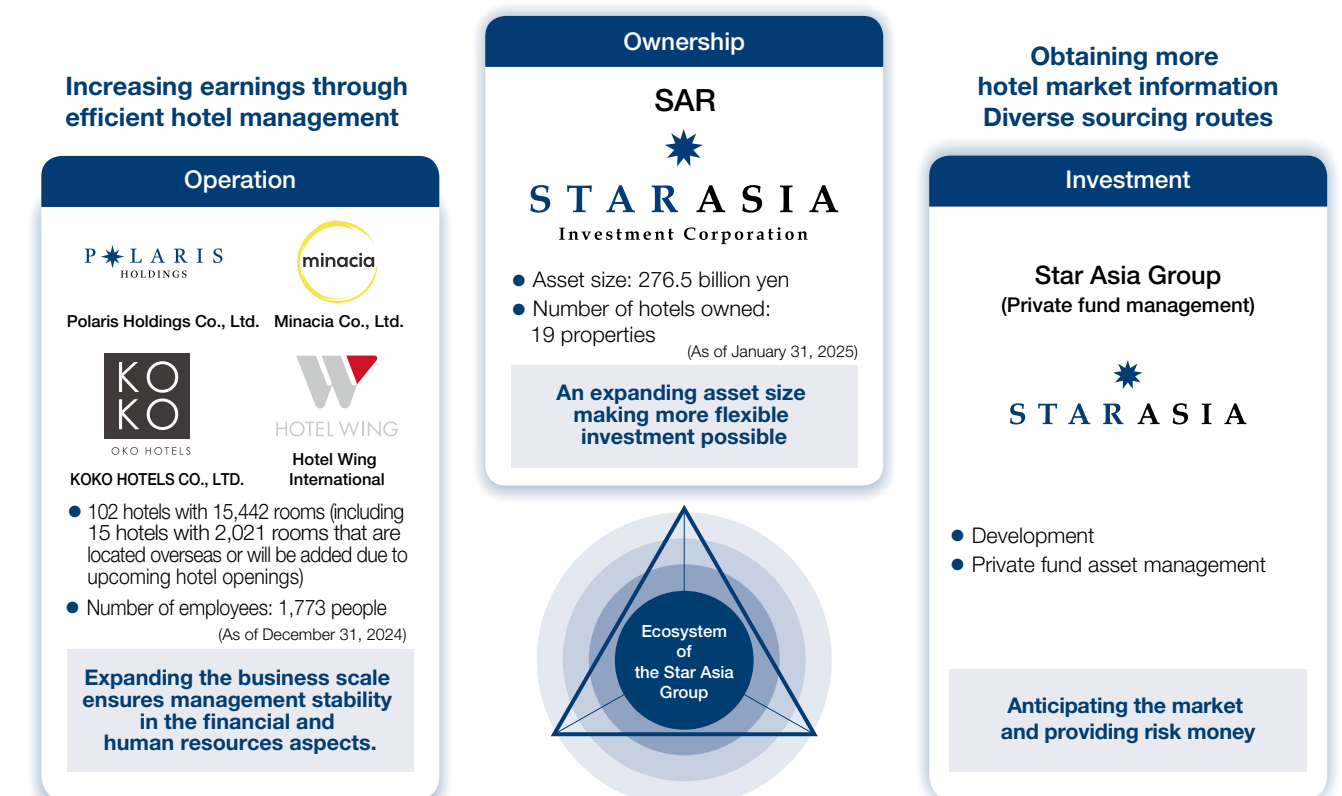 Increasing earnings through
efficient hotel management
Operation
P LARIS
HOLDINGS
minacia
Polaris Holdings Co., Ltd. Minacia Co., Ltd.
KO
KO
OKO HOTELS
HOTEL WING
KOKO HOTELS CO., LTD.
Hotel Wing
International
● 102 hotels with 15,442 rooms (including
15 hotels with 2,021 rooms that are
located overseas or will be added due to
upcoming hotel openings)
● Number of employees: 1,773 people
(As of December 31, 2024)
Expanding the business scale
ensures management stability
in the financial and
human resources aspects.
Ownership
SAR
STARASIA
Investment Corporation
● Asset size: 276.5 billion yen
● Number of hotels owned:
19 properties
(As of January 31, 2025)
An expanding asset size
making more flexible
investment possible
Ecosystem
of
the Star Asia
Group
Obtaining more
hotel market information
Diverse sourcing routes
Investment
Star Asia Group
(Private fund management)
STARASIA
● Development
● Private fund asset management
Anticipating the market
and providing risk money